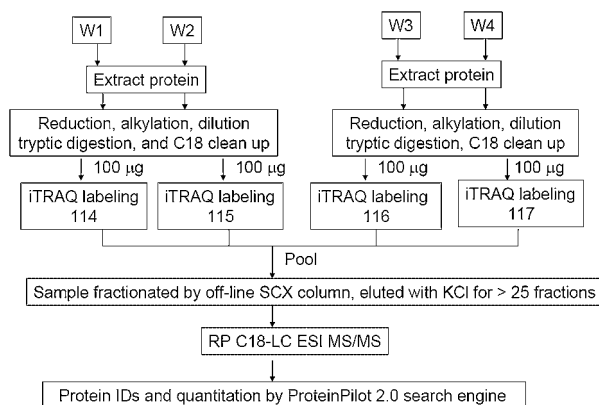 W1 W2 W3 W4
Extract protein Extract protein
Reduction, alkylation, dilution
tryptic digestion, and C18 clean up
Reduction, alkylation, dilution
tryptic digestion, C18 clean up
100 μg 100 μg 100 μg 100 μg
iTRAQ labeling
114
iTRAQ labeling
115
iTRAQ labeling
116
iTRAQ labeling
117
Pool
Sample fractionated by off-line SCX column, eluted with KCl for > 25 fractions
RP C18-LC ESI MS/MS
Protein IDs and quantitation by ProteinPilot 2.0 search engine